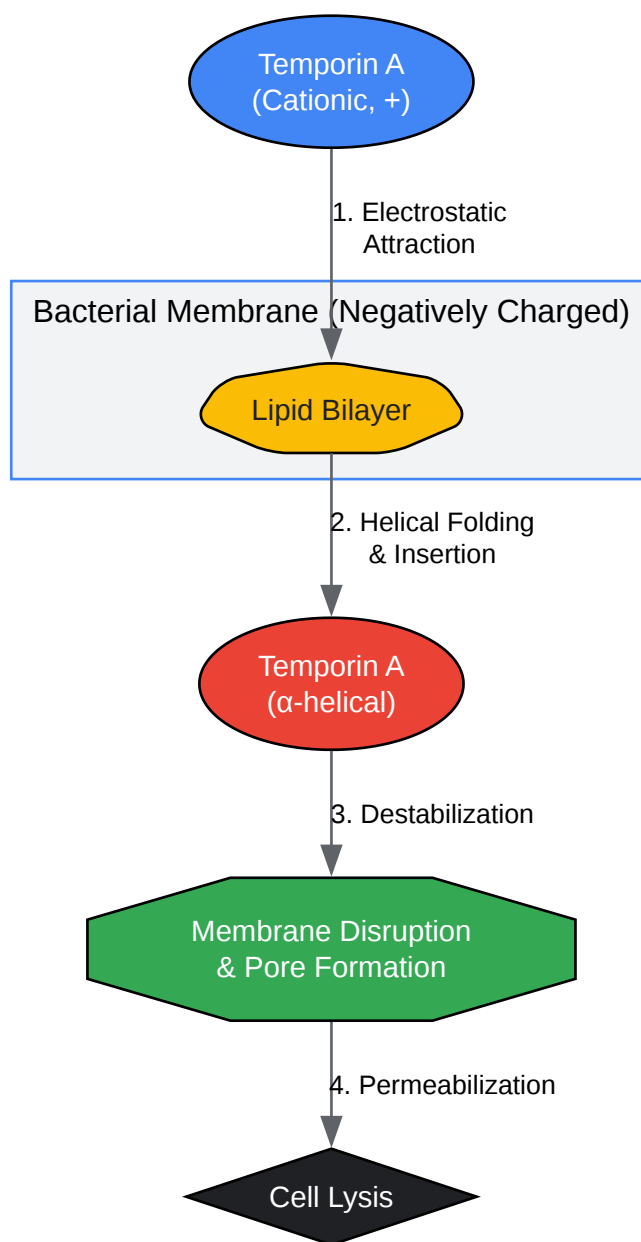 Temporin A
(Cationic, +)
1. Electrostatic
Attraction
Bacterial Membrane (Negatively Charged)
Lipid Bilayer
2. Helical Folding
& Insertion
Temporin A
(α-helical)
3. Destabilization
Membrane Disruption
& Pore Formation
4. Permeabilization
Cell Lysis